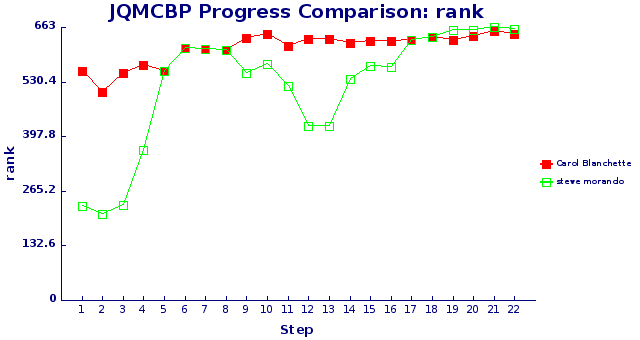 JQMCBP Progress Comparison: rank
663
530.4
397.8
265.2
132.6
0
rank
1 2 3 4 5 6 7 8 9 10 11 12 13 14 15 16 17 18 19 20 21 22
Step
Carol Blanchette
steve morando